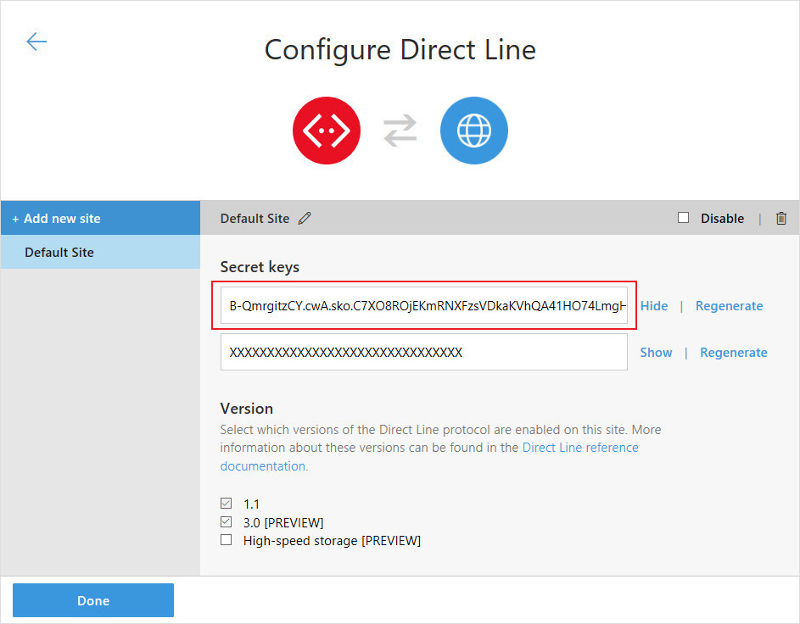 Configure Direct Line
+ Add new site
Default Site
Default Site
Disable |
Secret keys
B-QmrgitzCY.cwA.sko.C7XO8ROjEKmRNXFzsVDkaKVhQA41HO74LmgH
Hide | Regenerate
XXXXXXXXXXXXXXXXXXXXXXXXXXXXXXX
Show | Regenerate
Version
Select which versions of the Direct Line protocol are enabled on this site. More
information about these versions can be found in the Direct Line reference
documentation.
1.1
3.0 [PREVIEW]
High-speed storage [PREVIEW]
Done